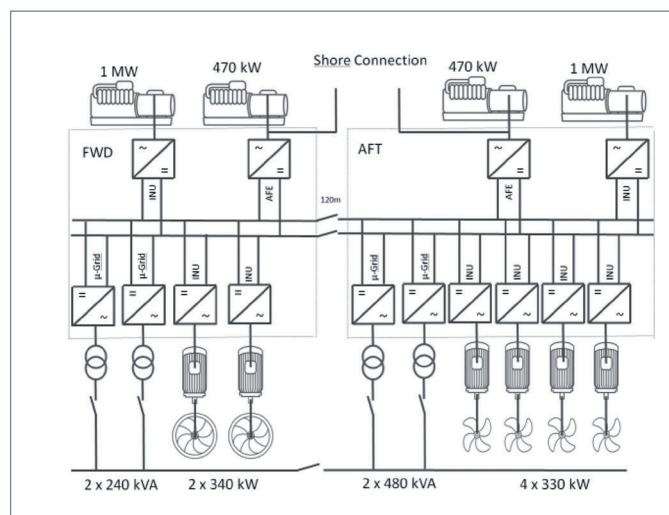 Shore Connection
1 MW
470 kW
470 kW
1 MW
FWD
AFT
~
=
~
=
~
=
~
=
INU
AFE
AFE
INU
120m
µ-Grid
µ-Grid
INU
INU
µ-Grid
µ-Grid
INU
INU
INU
INU
=
~
=
~
=
~
=
~
=
~
=
~
=
~
=
~
=
~
=
~
2 x 240 kVA
2 x 340 kW
2 x 480 kVA
4 x 330 kW